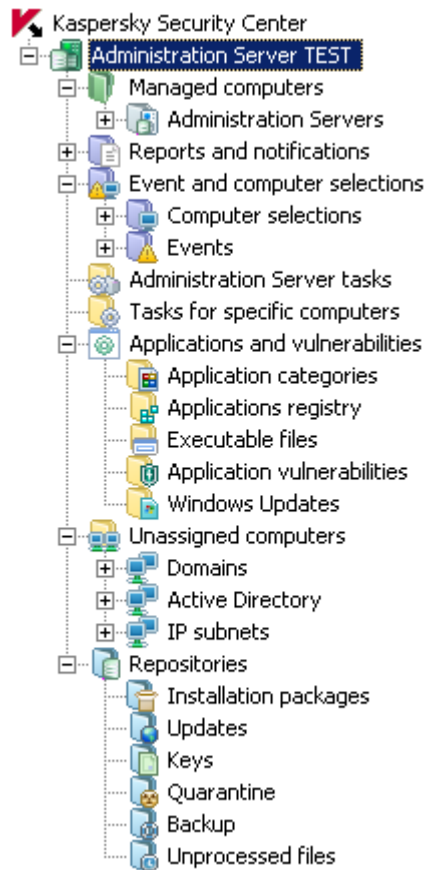 Kaspersky Security Center
Administration Server TEST
Managed computers
Administration Servers
Reports and notifications
Event and computer selections
Computer selections
Events
Administration Server tasks
Tasks for specific computers
Applications and vulnerabilities
Application categories
Applications registry
Executable files
Application vulnerabilities
Windows Updates
Unassigned computers
Domains
Active Directory
IP subnets
Repositories
Installation packages
Updates
Keys
Quarantine
Backup
Unprocessed files